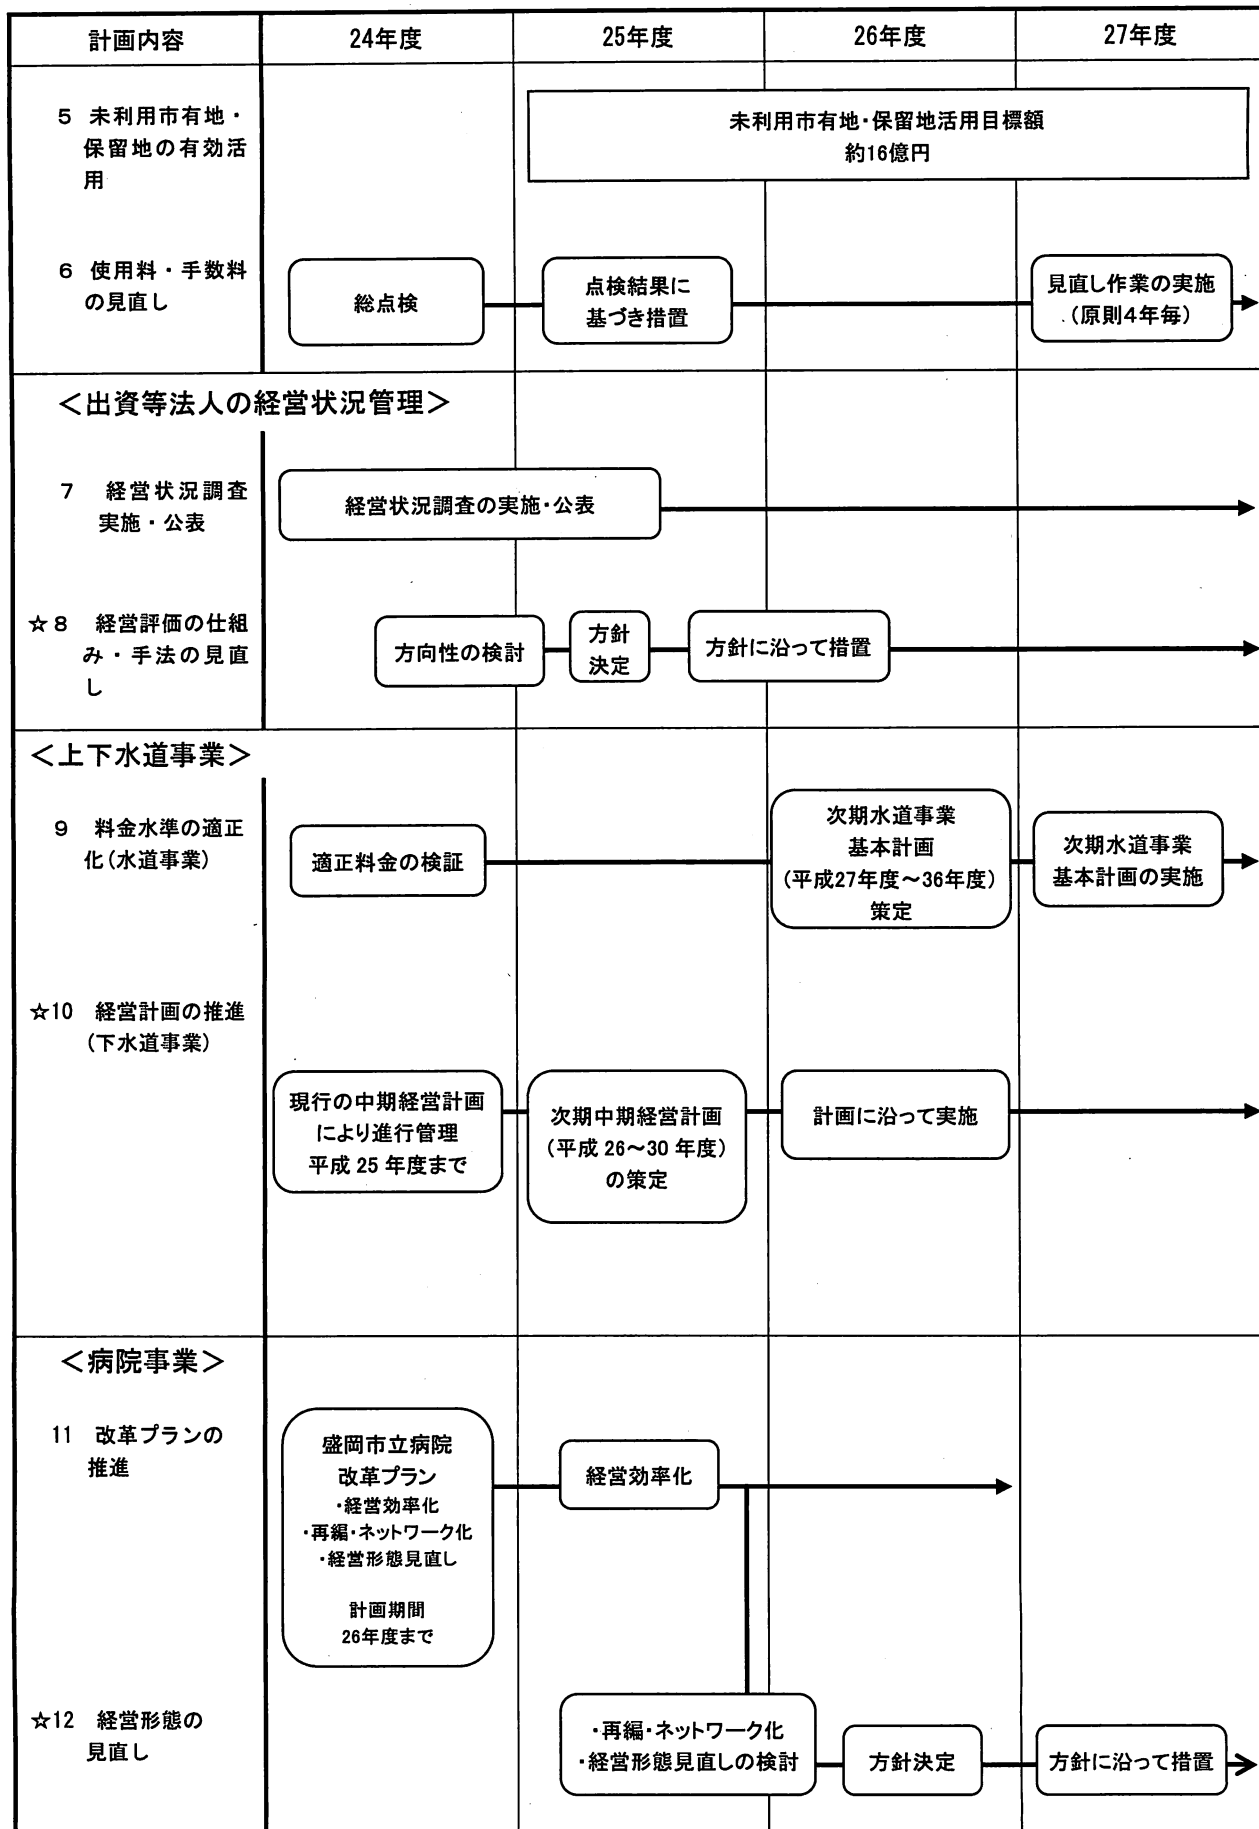 計画内容 24年度 25年度 26年度 27年度
5 未利用市有地・
保留地の有効活
用
未利用市有地・保留地活用目標額
約16億円
6 使用料・手数料
の見直し
総点検
点検結果に
基づき措置
見直し作業の実施
(原則4年毎)
＜出資等法人の経営状況管理＞
7 経営状況調査
実施・公表
経営状況調査の実施・公表
☆8 経営評価の仕組
み・手法の見直
し
方向性の検討
方針
決定
方針に沿って措置
＜上下水道事業＞
9 料金水準の適正
化(水道事業)
適正料金の検証
次期水道事業
基本計画
(平成27年度～36年度)
策定
次期水道事業
基本計画の実施
☆10 経営計画の推進
(下水道事業)
現行の中期経営計画
により進行管理
平成 25 年度まで
次期中期経営計画
(平成 26～30 年度)
の策定
計画に沿って実施
＜病院事業＞
11 改革プランの
推進
盛岡市立病院
改革プラン
・経営効率化
・再編・ネットワーク化
・経営形態見直し
計画期間
26年度まで
経営効率化
☆12 経営形態の
見直し
・再編・ネットワーク化
・経営形態見直しの検討
方針決定
方針に沿って措置